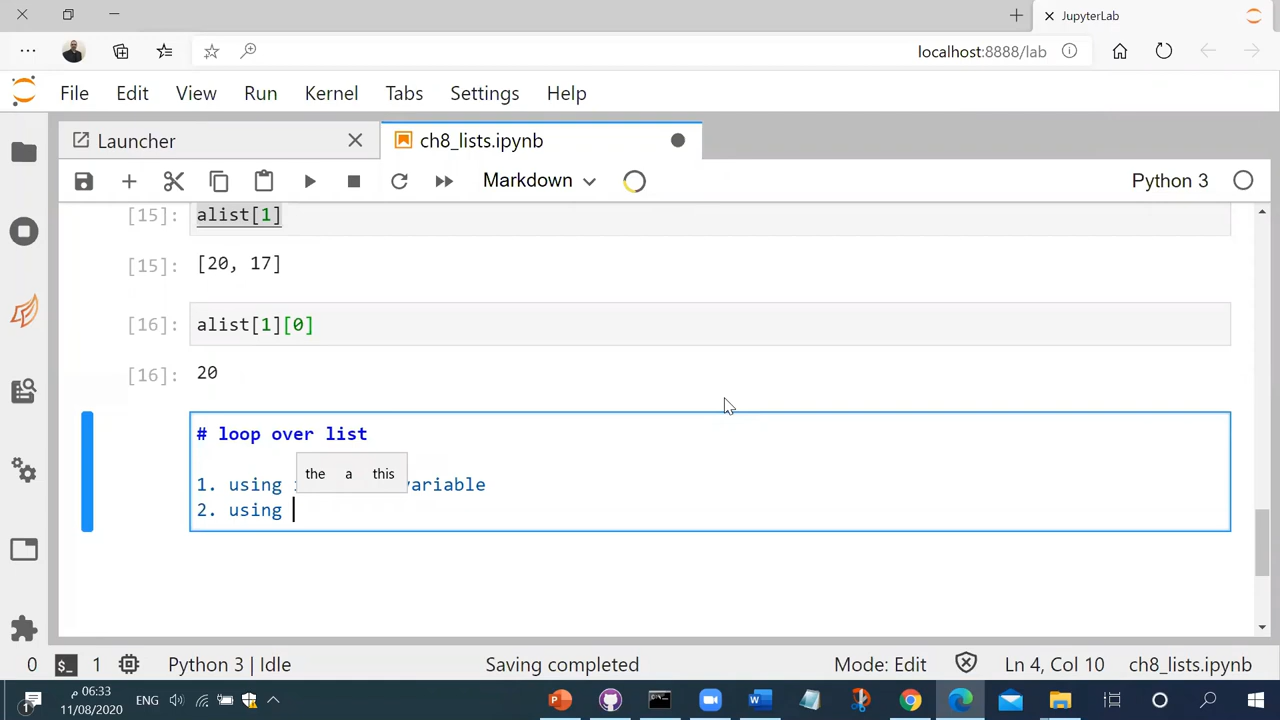 JupyterLab
localhost:8888/lab
File Edit View Run Kernel Tabs Settings Help
Launcher
ch8_lists.ipynb
Markdown
Python 3
[15]: alist[1]
[15]: [20, 17]
[16]: alist[1][0]
[16]: 20
# loop over list
the a this
1. using variable
2. using
0 $_ 1 Python 3 | Idle Saving completed Mode: Edit Ln 4, Col 10 ch8_lists.ipynb
06:33 م
11/08/2020
ENG
1